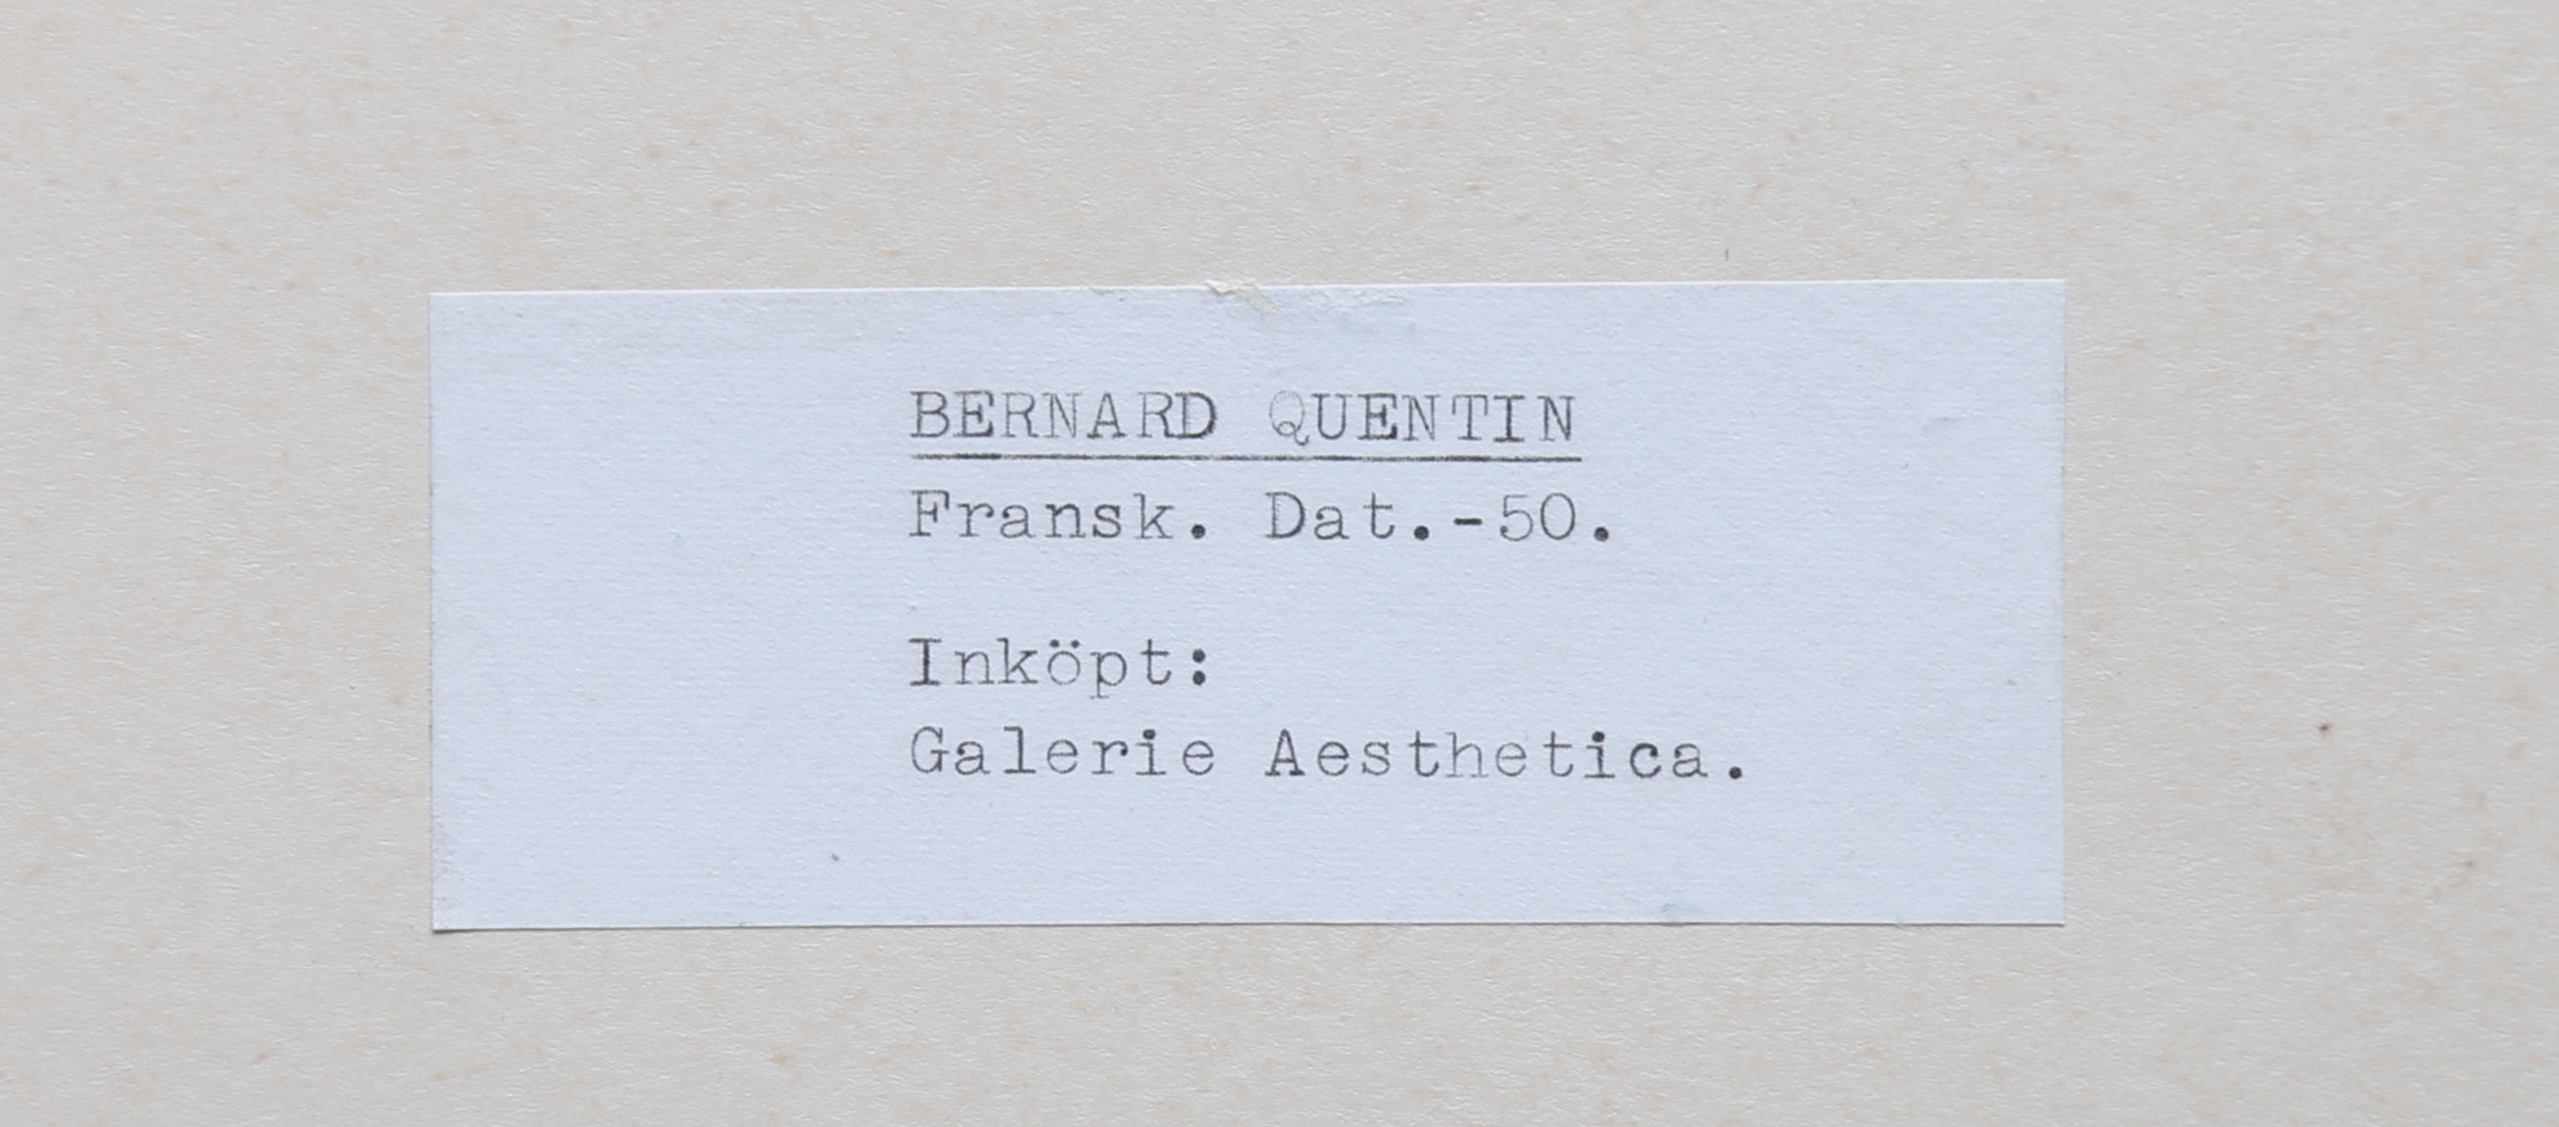 BERNARD QUENTIN
Fransk. Dat.-50.
Inköpt:
Galerie Aesthetica.